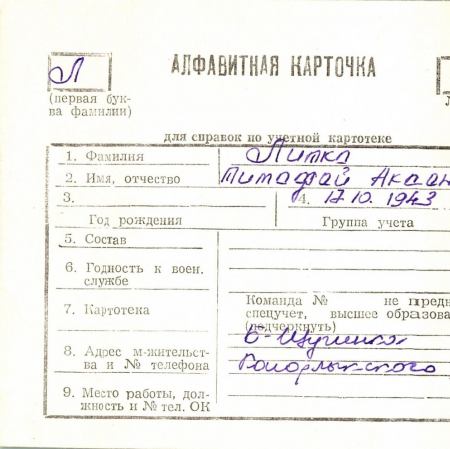 Л
АЛФАВИТНАЯ КАРТОЧКА
(первая бук-
ва фамилии)
для справок по учетной картотеке
1. Фамилия
2. Имя, отчество
3.
4. 17.10. 1943
Год рождения
Группа учета
5. Состав
6. Годность к воен.
службе
7. Картотека
Команда № не предн
спецучет, высшее образова
(подчеркнуть)
8. Адрес м-жительст-
ва и № телефона
9. Место работы, дол-
жность и № тел. ОК